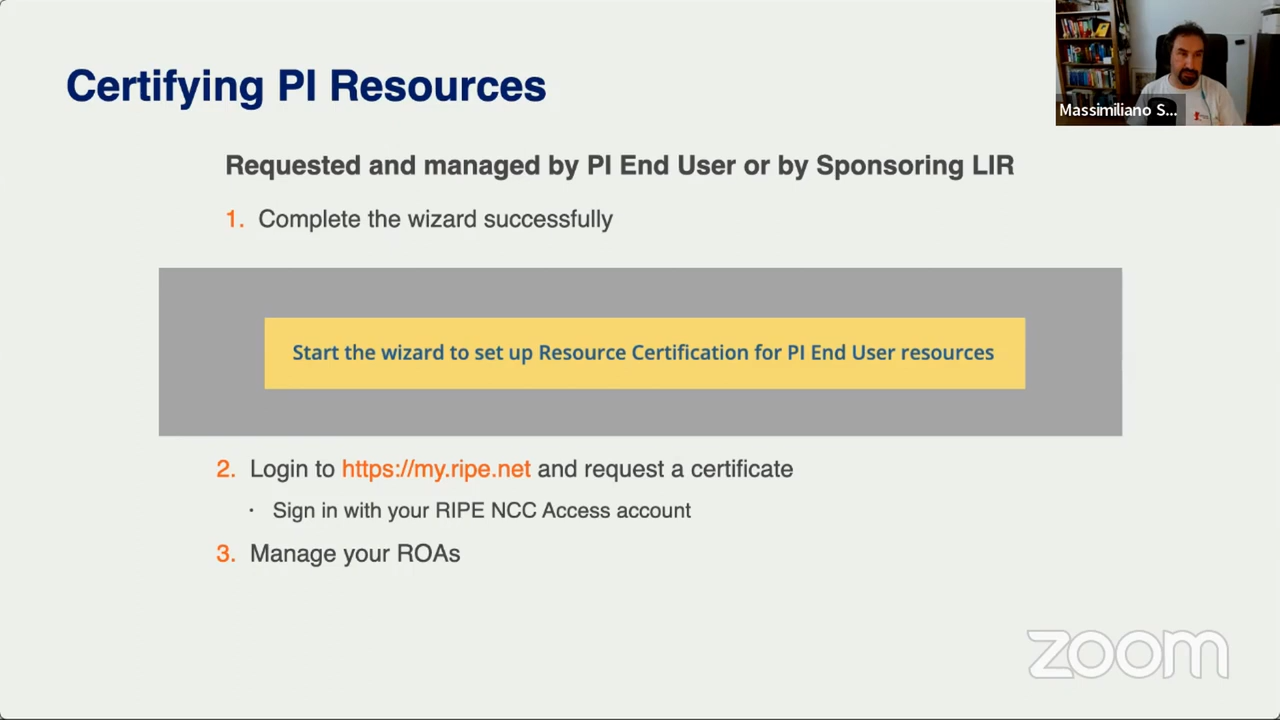 Certifying PI Resources
Massimiliano S...
Requested and managed by PI End User or by Sponsoring LIR
1. Complete the wizard successfully
Start the wizard to set up Resource Certification for PI End User resources
2. Login to https://my.ripe.net and request a certificate
· Sign in with your RIPE NCC Access account
3. Manage your ROAs
zoom